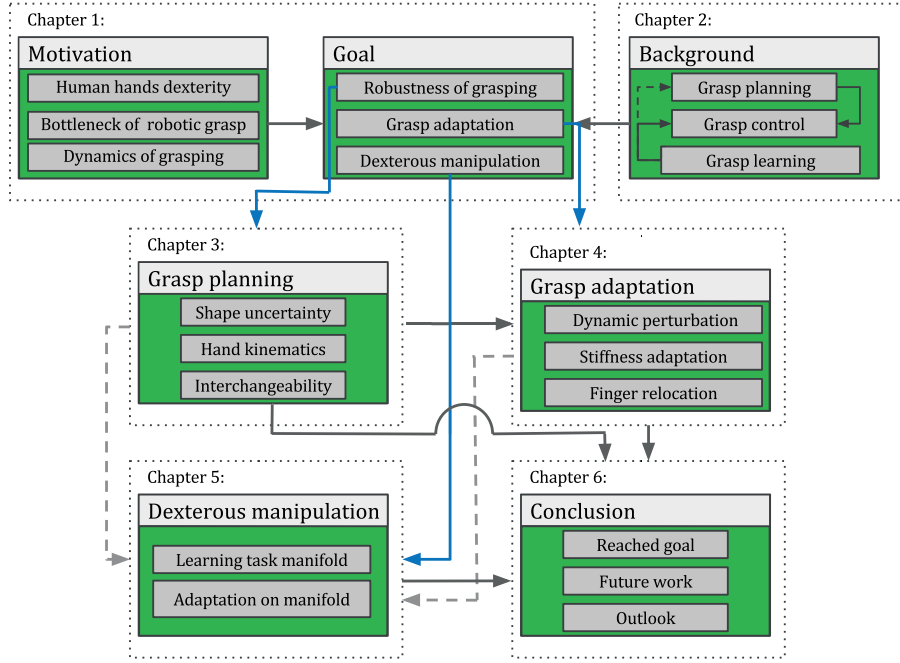 Chapter 1:
Motivation
Human hands dexterity
Bottleneck of robotic grasp
Dynamics of grasping
Goal
Robustness of grasping
Grasp adaptation
Dexterous manipulation
Chapter 2:
Background
Grasp planning
Grasp control
Grasp learning
Chapter 3:
Grasp planning
Shape uncertainty
Hand kinematics
Interchangeability
Chapter 4:
Grasp adaptation
Dynamic perturbation
Stiffness adaptation
Finger relocation
Chapter 5:
Dexterous manipulation
Learning task manifold
Adaptation on manifold
Chapter 6:
Conclusion
Reached goal
Future work
Outlook